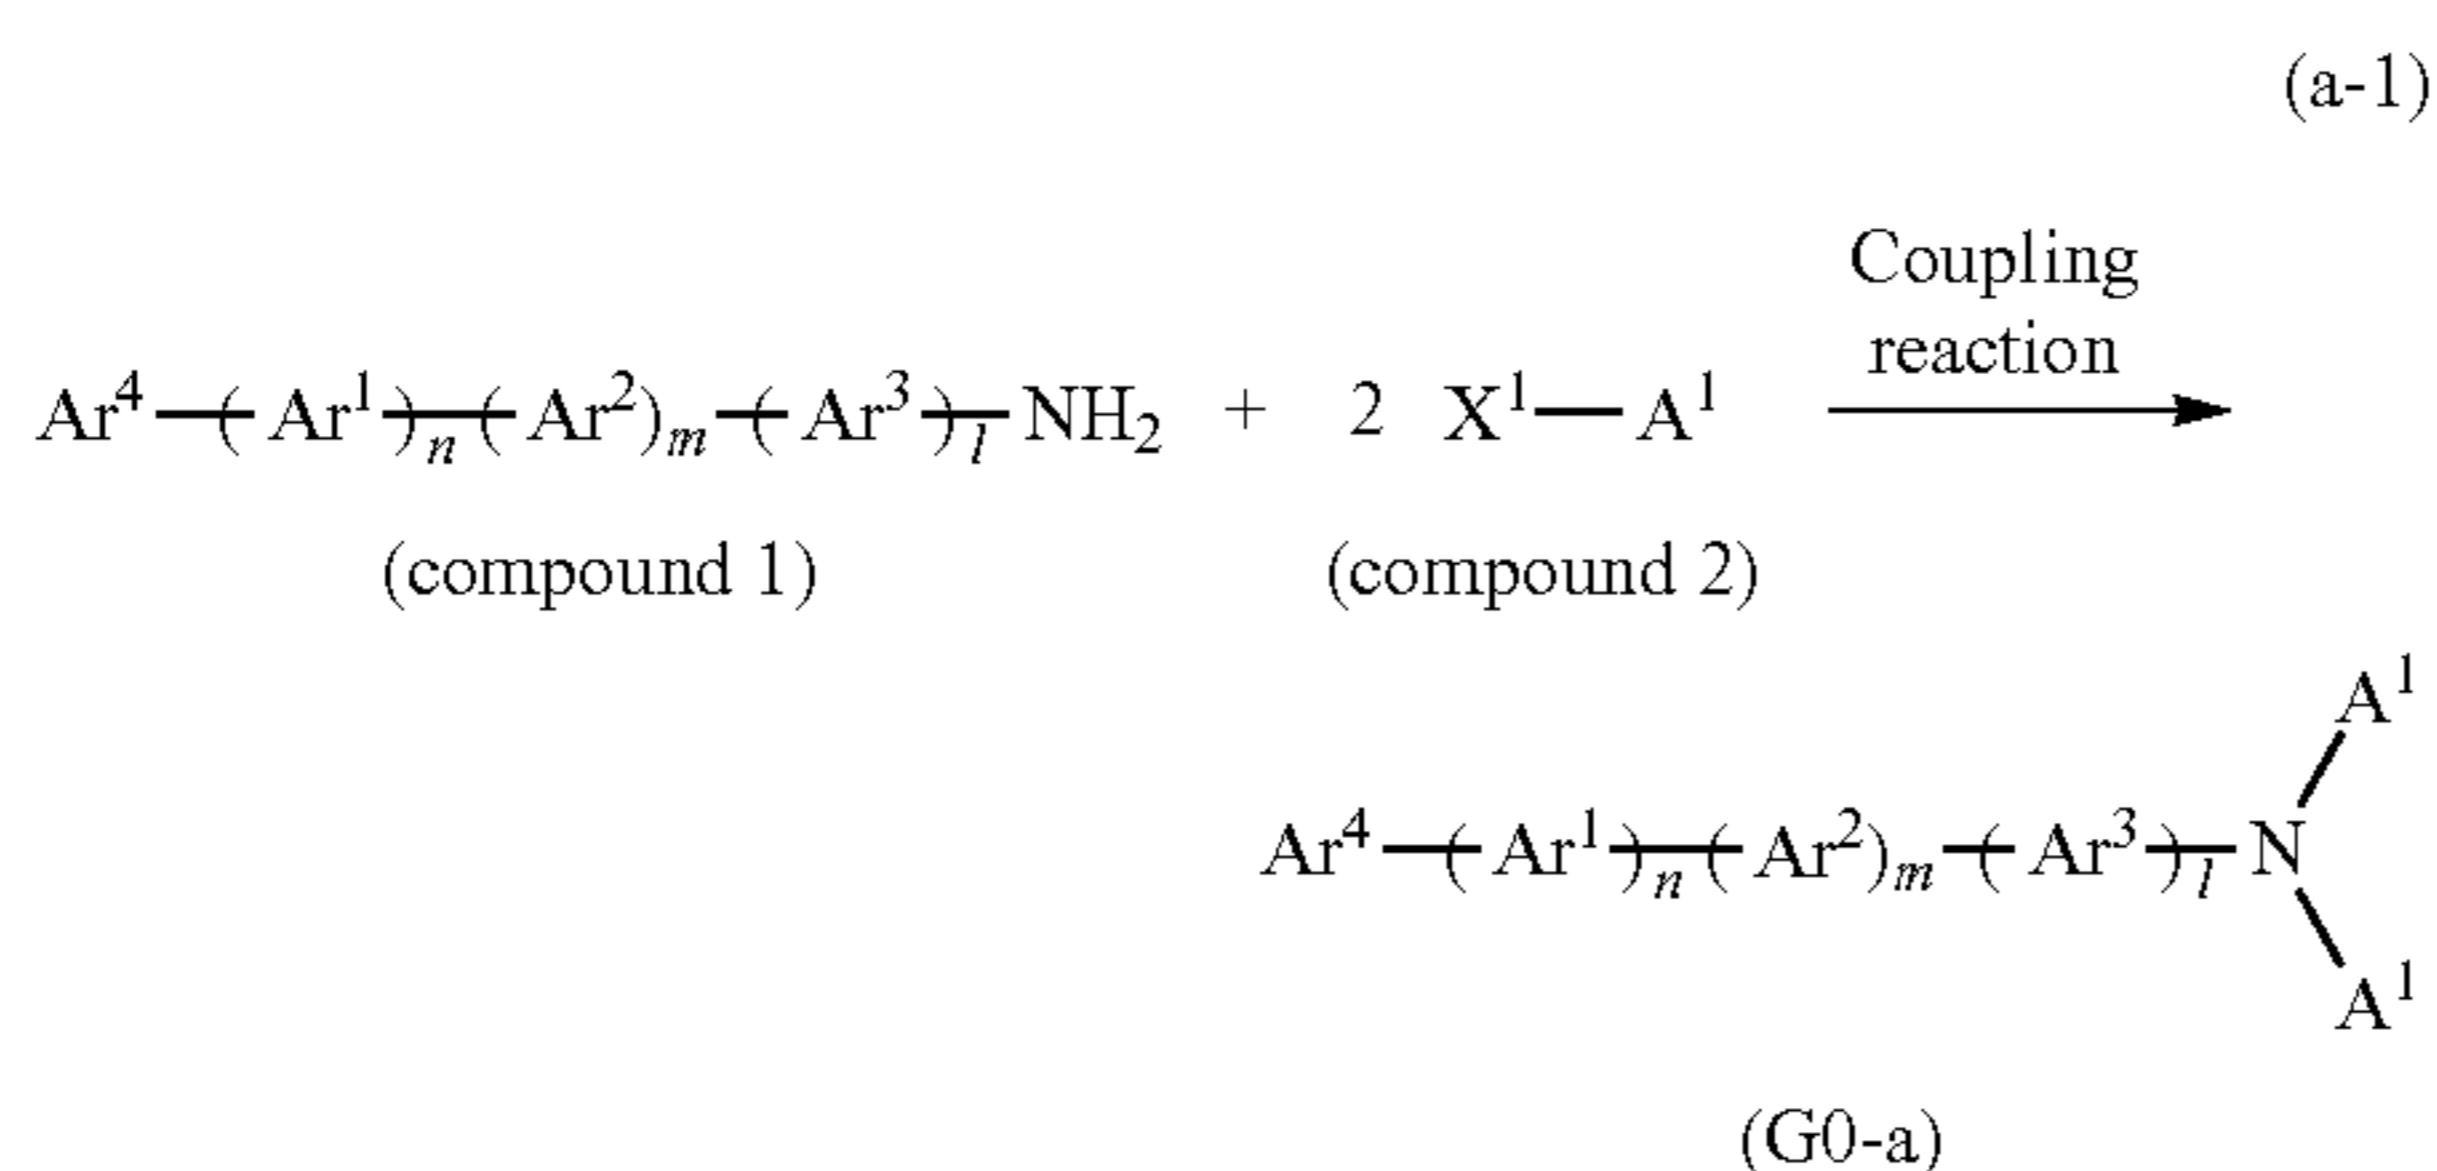 (a-1)
Coupling
reaction
Ar⁴—(Ar¹)ₙ—(Ar²)ₘ—(Ar³)ₗ—NH₂ + 2 X¹—A¹
(compound 1) (compound 2)
A¹
Ar⁴—(Ar¹)ₙ—(Ar²)ₘ—(Ar³)ₗ—N
A¹
(G0-a)